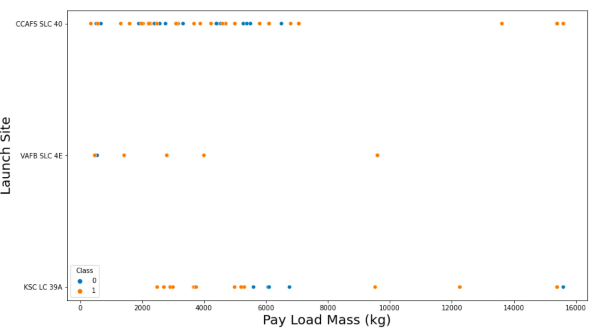 CCAFS SLC 40
VAFB SLC 4E
KSC LC 39A
Launch Site
Class
0
1
0 2000 4000 6000 8000 10000 12000 14000 16000
Pay Load Mass (kg)